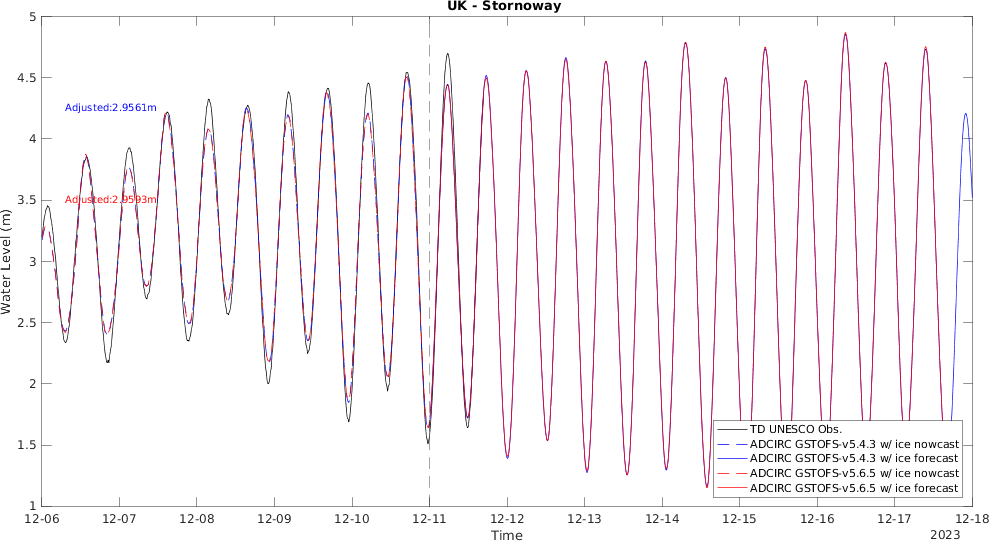 UK - Stornoway
5
4.5
4
3.5
3
2.5
2
1.5
1
Water Level (m)
Adjusted:2.9561m
Adjusted:2.9593m
TD UNESCO Obs.
ADCIRC GSTOFS-v5.4.3 w/ ice nowcast
ADCIRC GSTOFS-v5.4.3 w/ ice forecast
ADCIRC GSTOFS-v5.6.5 w/ ice nowcast
ADCIRC GSTOFS-v5.6.5 w/ ice forecast
12-06 12-07 12-08 12-09 12-10 12-11 12-12 12-13 12-14 12-15 12-16 12-17 12-18
Time
2023